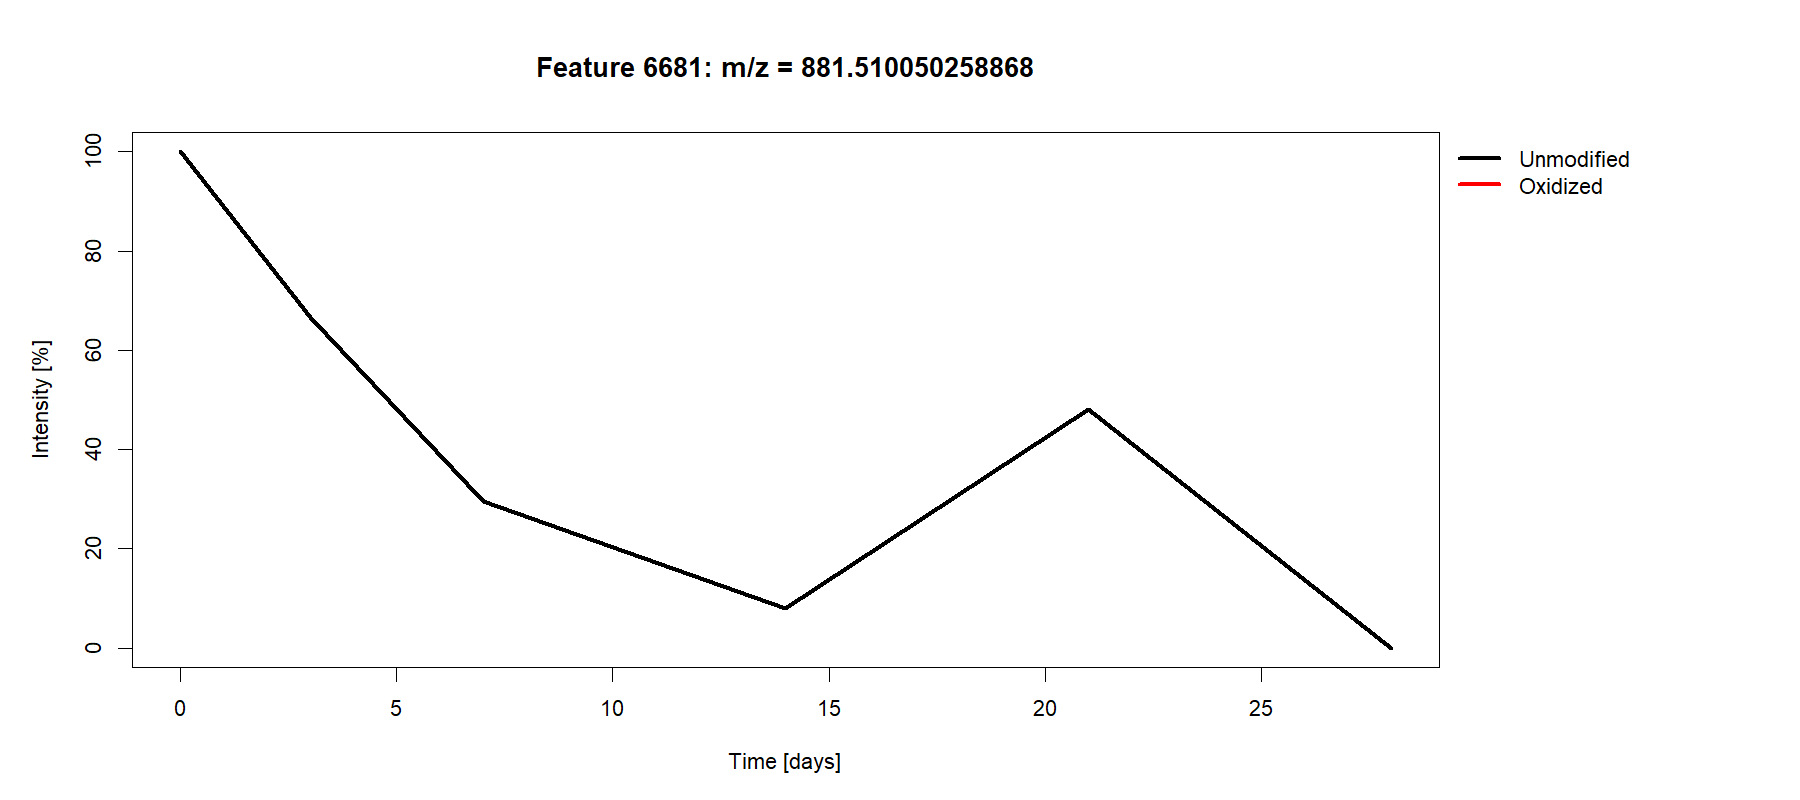 Feature 6681: m/z = 881.510050258868
Unmodified
Oxidized
Intensity [%]
100
80
60
40
20
0
0 5 10 15 20 25
Time [days]